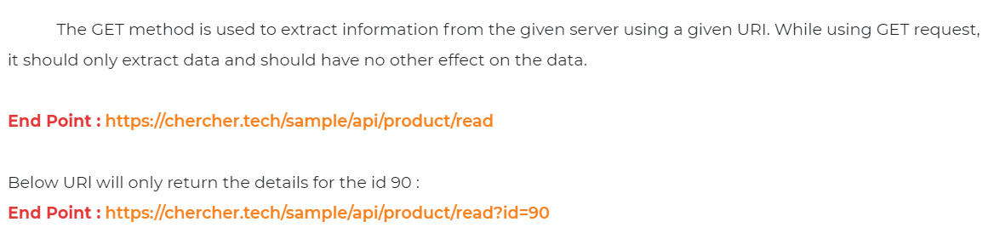 The GET method is used to extract information from the given server using a given URI. While using GET request,
it should only extract data and should have no other effect on the data.
End Point : https://chercher.tech/sample/api/product/read
Below URl will only return the details for the id 90 :
End Point : https://chercher.tech/sample/api/product/read?id=90